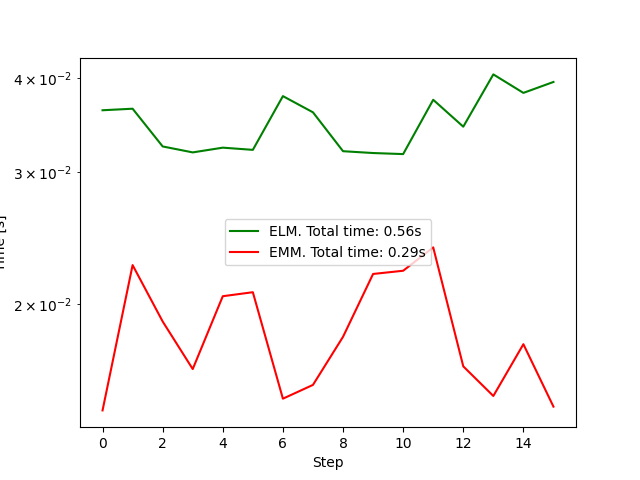 4 × 10⁻²
3 × 10⁻²
2 × 10⁻²
Time [s]
ELM. Total time: 0.56s
EMM. Total time: 0.29s
0 2 4 6 8 10 12 14
Step